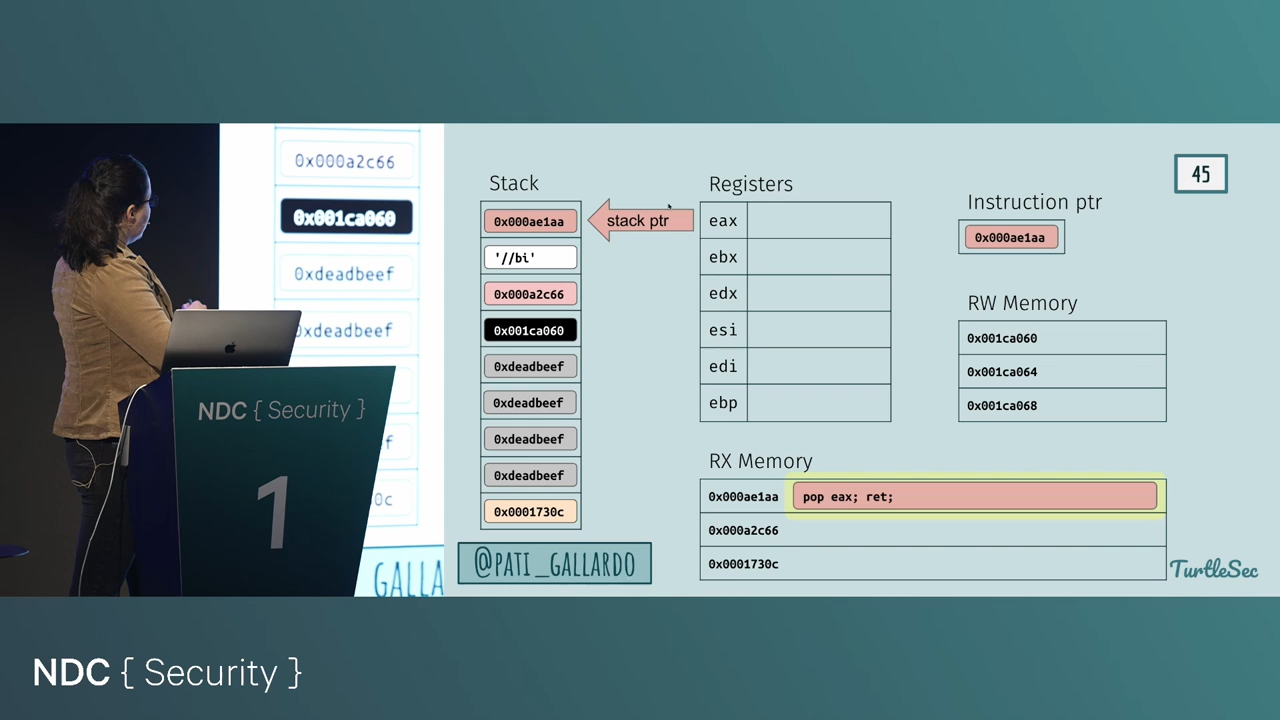 0x000a2c66
0x001ca060
0xdeadbeef
0xdeadbeef
NDC { Security }
1
GALLA
Stack
0x000ae1aa
'//bi'
0x000a2c66
0x001ca060
0xdeadbeef
0xdeadbeef
0xdeadbeef
0xdeadbeef
0x0001730c
stack ptr
@PATI_GALLARDO
Registers
eax
ebx
edx
esi
edi
ebp
Instruction ptr
0x000ae1aa
45
RW Memory
0x001ca060
0x001ca064
0x001ca068
RX Memory
0x000ae1aa pop eax; ret;
0x000a2c66
0x0001730c
TurtleSec
NDC { Security }